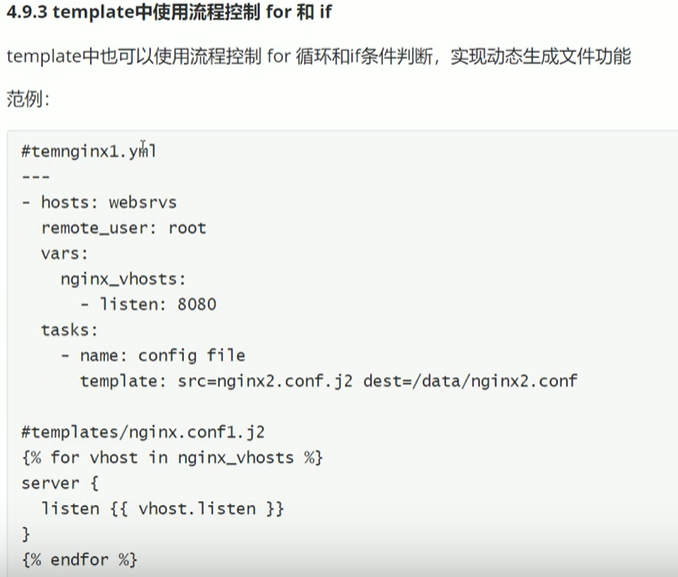 4.9.3 template中使用流程控制 for 和 if
template中也可以使用流程控制 for 循环和if条件判断，实现动态生成文件功能
范例：
#temnginx1.yml
---
- hosts: websrvs
  remote_user: root
  vars:
    nginx_vhosts:
      - listen: 8080
  tasks:
    - name: config file
      template: src=nginx2.conf.j2 dest=/data/nginx2.conf

#templates/nginx.conf1.j2
{% for vhost in nginx_vhosts %}
server {
  listen {{ vhost.listen }}
}
{% endfor %}